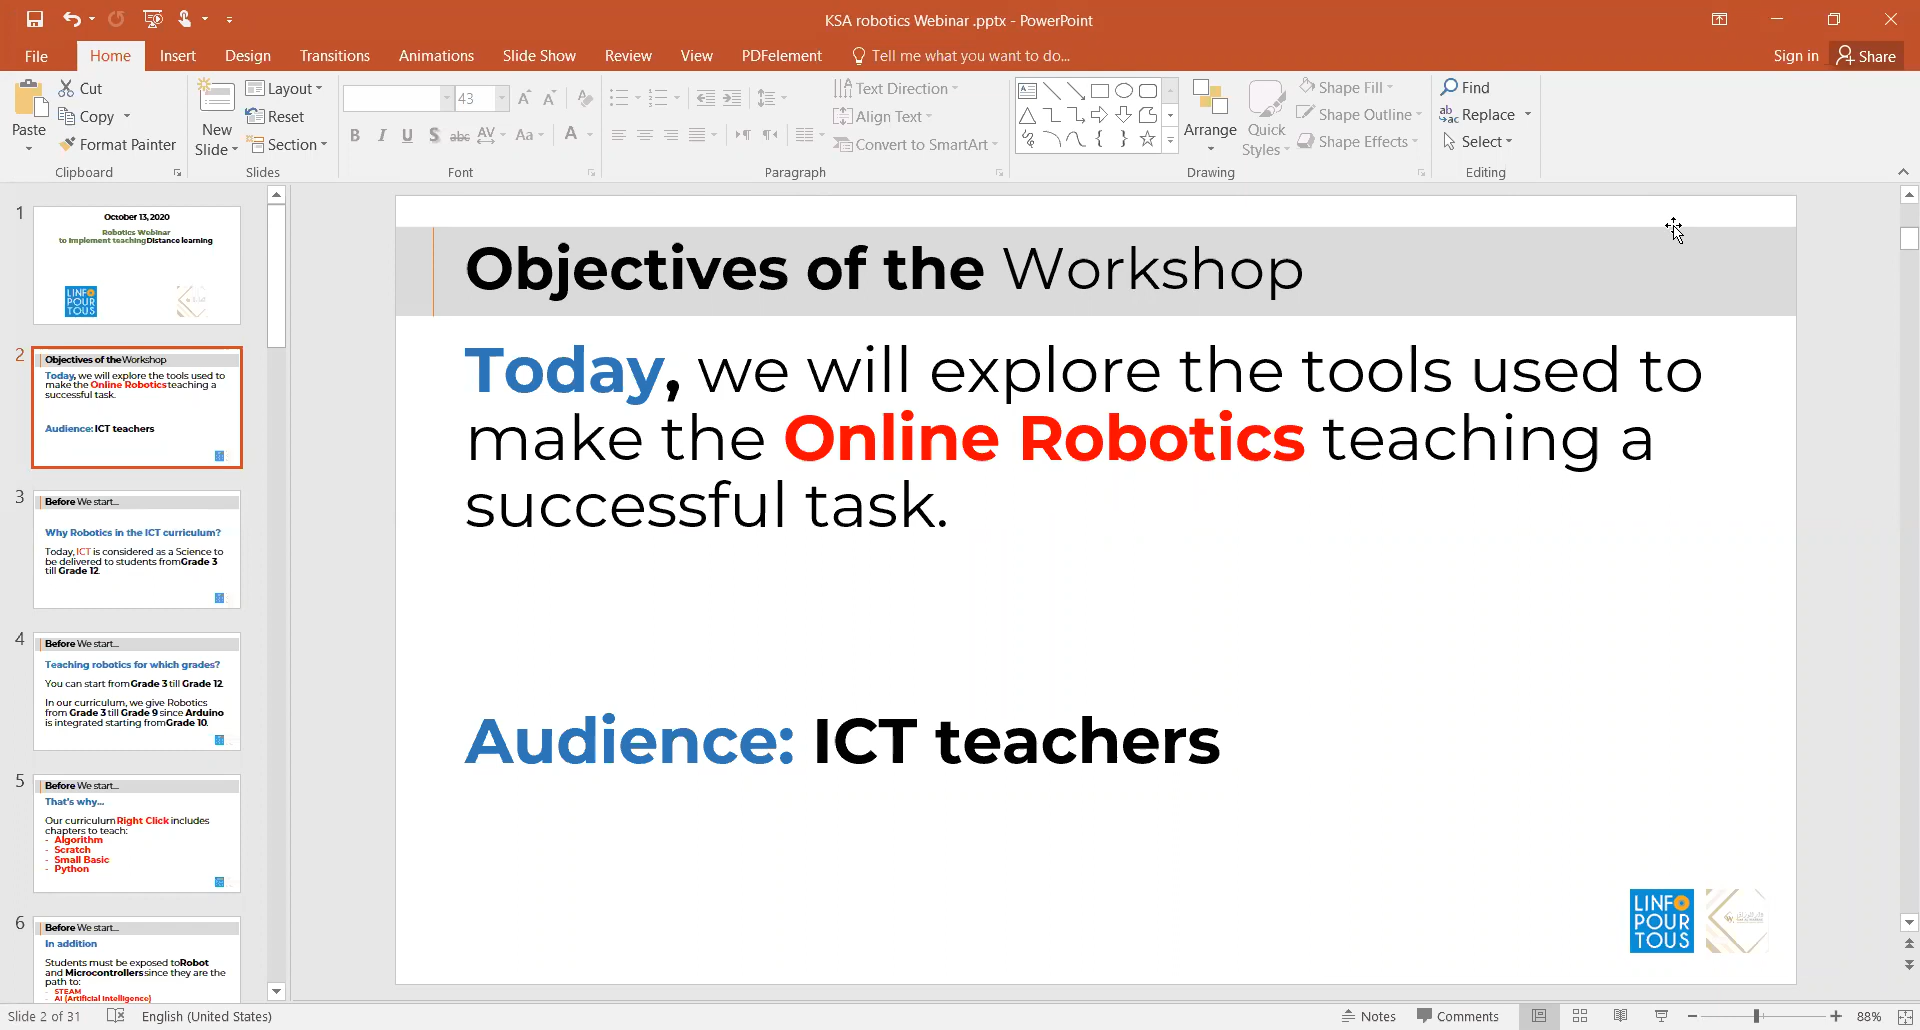 KSA robotics Webinar .pptx - PowerPoint
File Home Insert Design Transitions Animations Slide Show Review View PDFelement Tell me what you want to do... Sign in Share
Paste
Cut
Copy
Format Painter
Clipboard
New Slide
Layout
Reset
Section
Slides
43
B I U S abc AV Aa A
Font
Text Direction
Align Text
Convert to SmartArt
Paragraph
Arrange
Quick Styles
Shape Fill
Shape Outline
Shape Effects
Drawing
Find
Replace
Select
Editing
1
October 13, 2020
Robotics Webinar
to implement teaching Distance learning
LINFO
POUR
TOUS
2
Objectives of the Workshop
Today, we will explore the tools used to
make the Online Robotics teaching a
successful task.
Audience: ICT teachers
3
Before We start...
Why Robotics in the ICT curriculum?
Today, ICT is considered as a Science to
be delivered to students from Grade 3
till Grade 12.
4
Before We start...
Teaching robotics for which grades?
You can start from Grade 3 till Grade 12
In our curriculum, we give Robotics
from Grade 3 till Grade 9 since Arduino
is integrated starting from Grade 10.
5
Before We start...
That's why...
Our curriculum Right Click includes
chapters to teach:
- Algorithm
- Scratch
- Small Basic
- Python
6
Before We start...
In addition
Students must be exposed to Robot
and Microcontrollers since they are the
path to:
- STEAM
- AI (Artificial Intelligence)
Objectives of the Workshop
Today, we will explore the tools used to
make the Online Robotics teaching a
successful task.
Audience: ICT teachers
LINFO
POUR
TOUS
Slide 2 of 31 English (United States) Notes Comments 88%